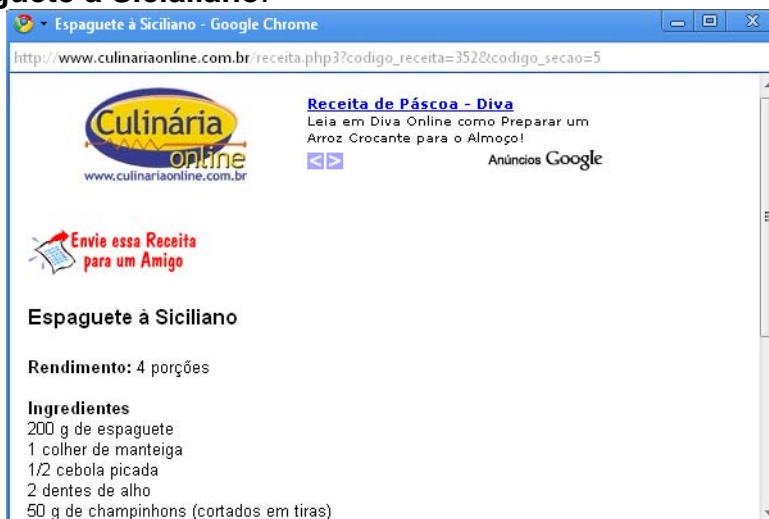 guete à Siciliano.
Espaguete à Siciliano - Google Chrome
http://www.culinariaonline.com.br/receita.php3?codigo_receita=352&codigo_secao=5
Culinária
online
www.culinariaonline.com.br
Receita de Páscoa - Diva
Leia em Diva Online como Preparar um
Arroz Crocante para o Almoço!
Anúncios Google
Envie essa Receita
para um Amigo
Espaguete à Siciliano
Rendimento: 4 porções
Ingredientes
200 g de espaguete
1 colher de manteiga
1/2 cebola picada
2 dentes de alho
50 g de champinhons (cortados em tiras)